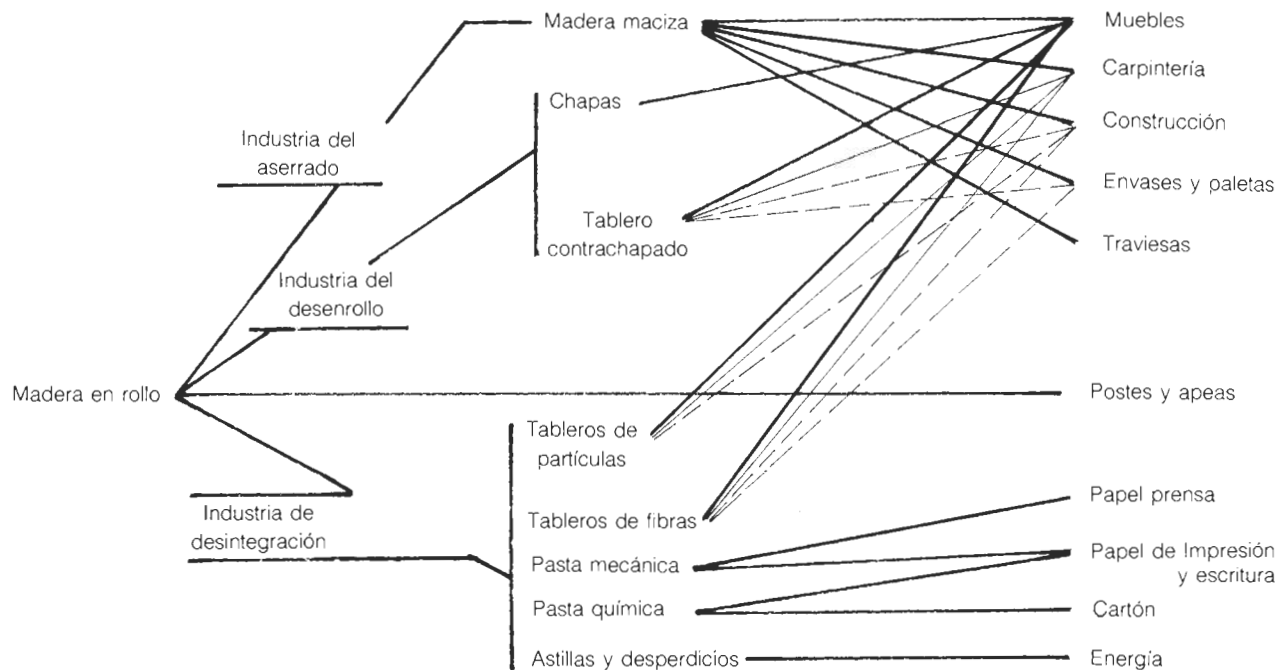 Madera maciza
Muebles
Carpintería
Chapas
Construcción
Industria del
aserrado
Envases y paletas
Tablero
contrachapado
Traviesas
Industria del
desenrollo
Madera en rollo
Postes y apeas
Tableros de
partículas
Papel prensa
Industria de
desintegración
Tableros de fibras
Pasta mecánica
Papel de Impresión
y escritura
Pasta química
Cartón
Astillas y desperdicios
Energía